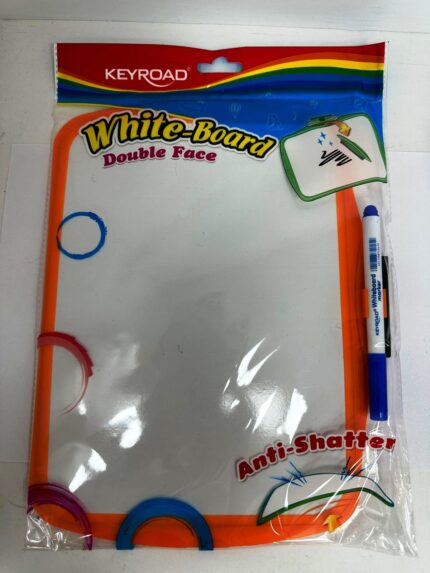 KEYROAD
White-Board
Double Face
KEYROAD Whiteboard
marker
Anti-Shatter